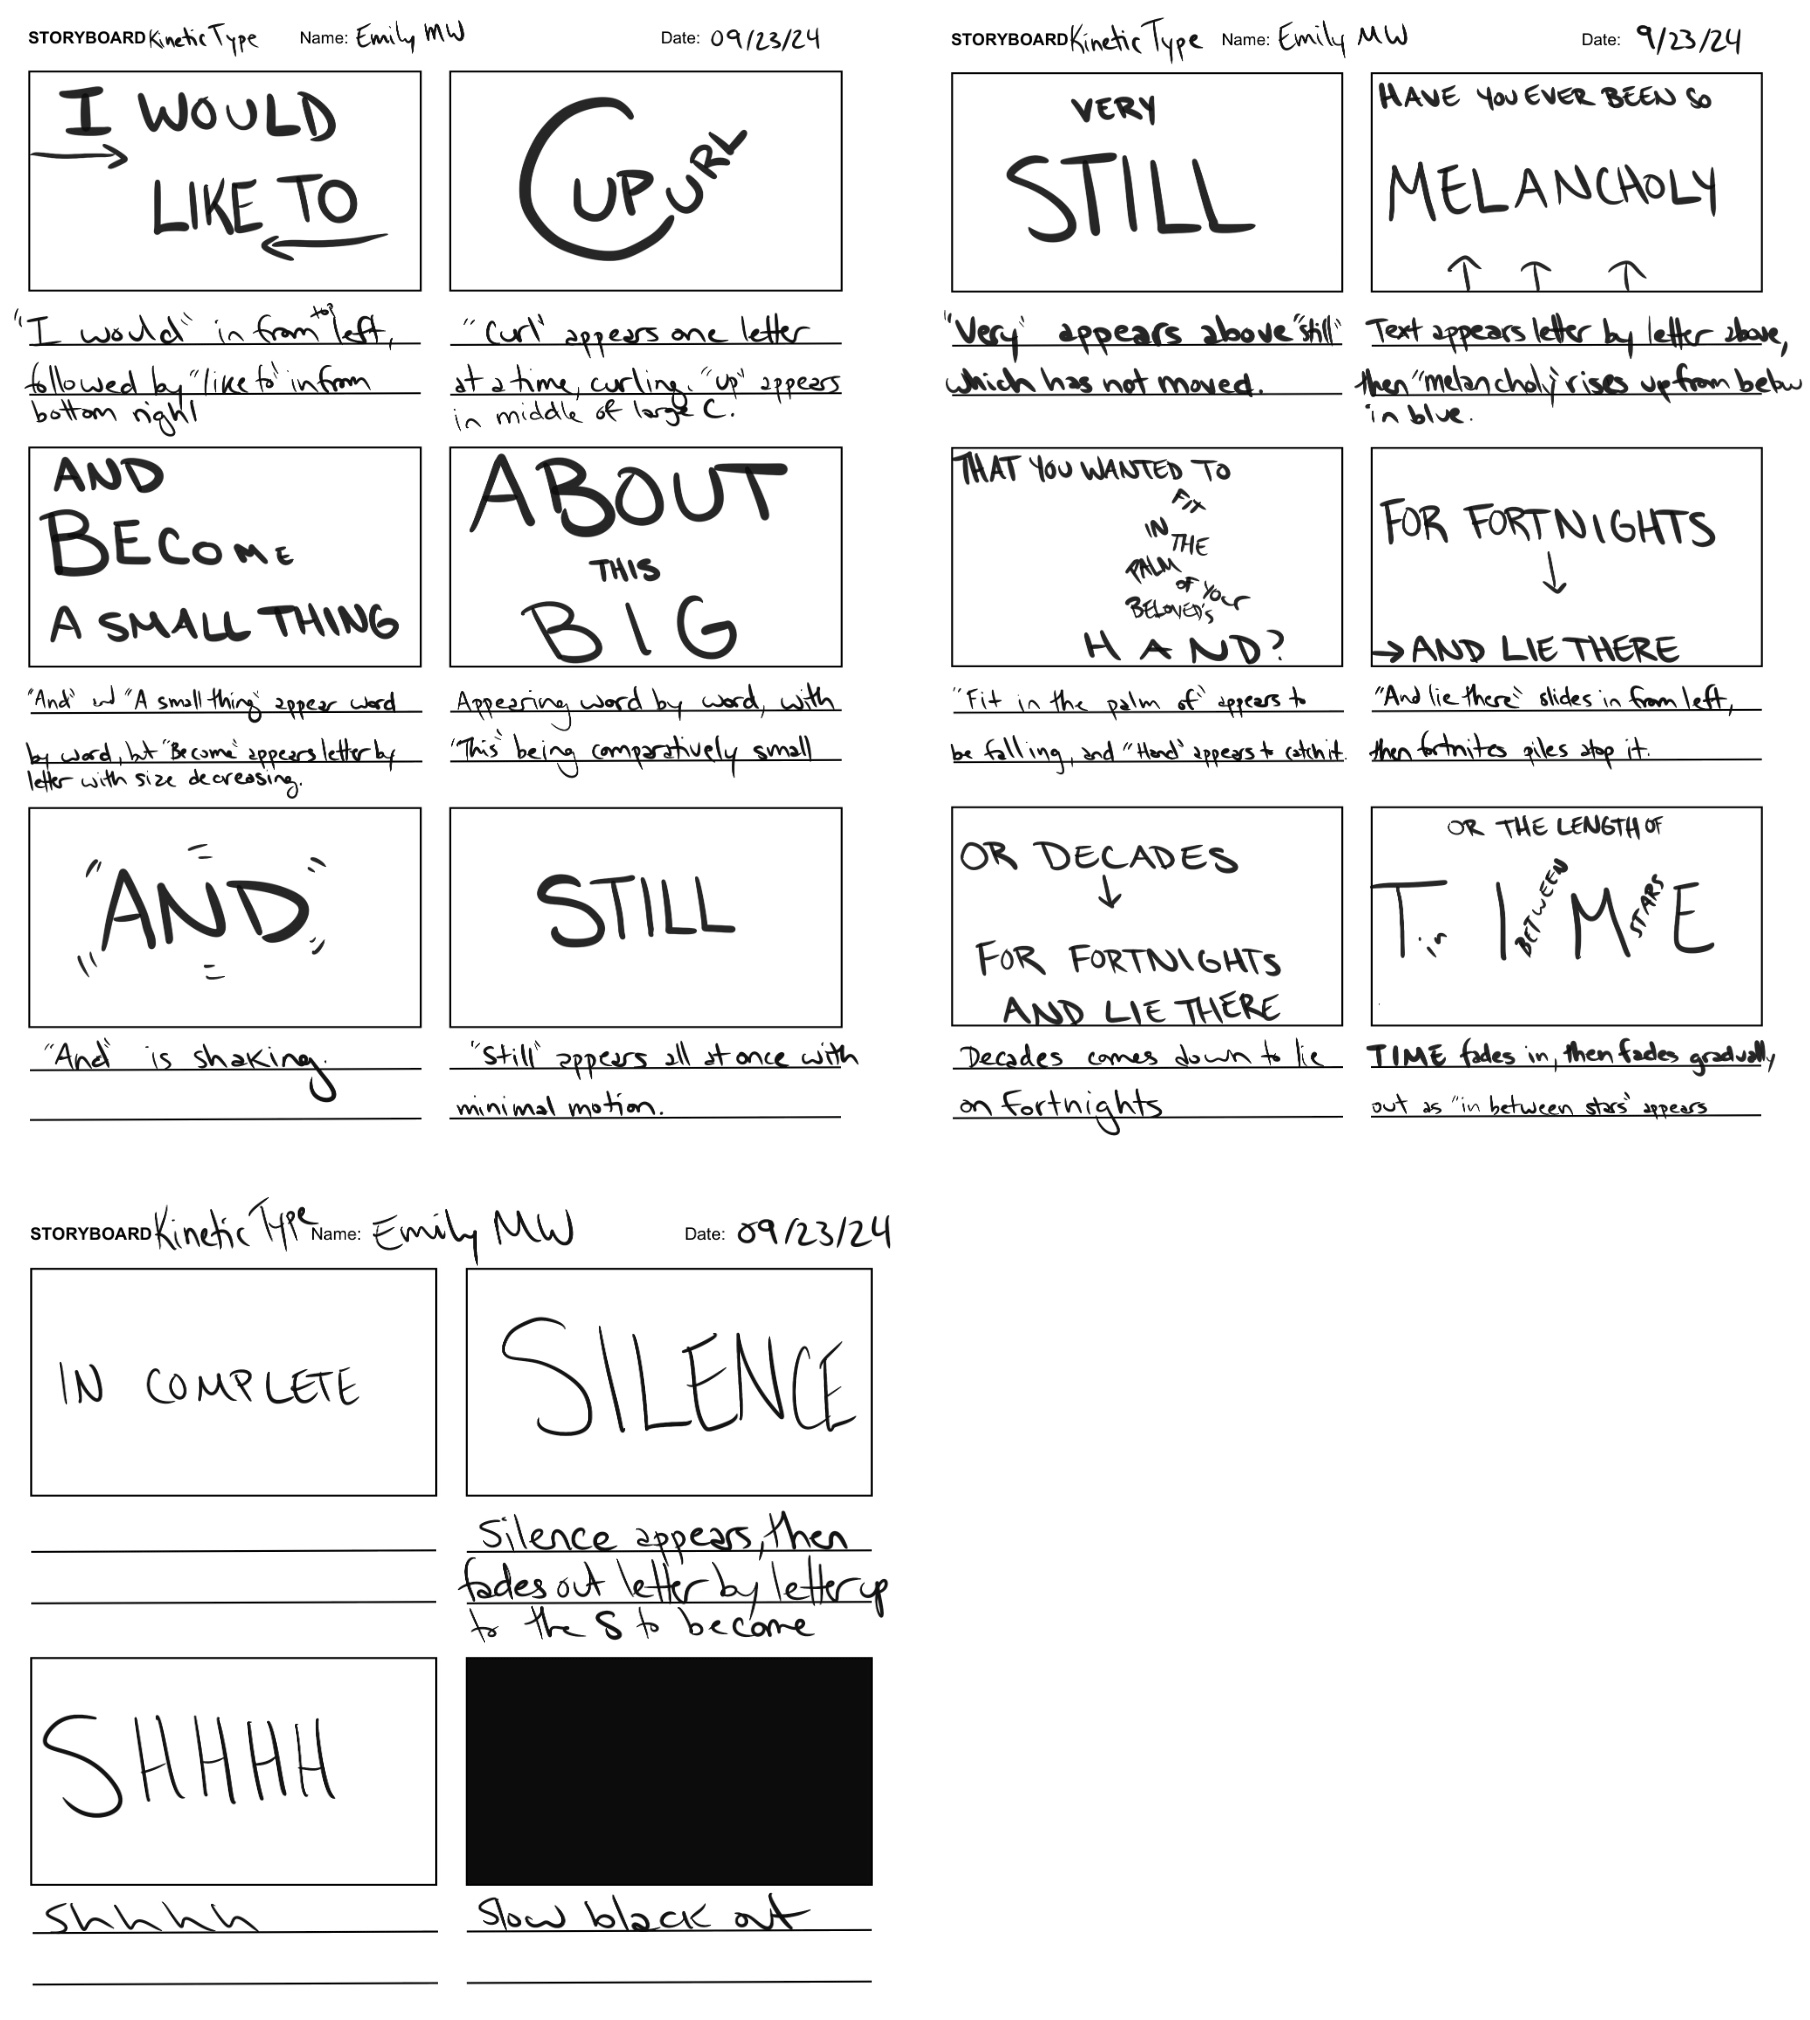 STORYBOARD Kinetic Type Name: Emily MW Date: 09/23/24
I WOULD
LIKE TO
"I would" in from top left,
followed by "like to" in from
bottom right
CURL
UP
"Curl" appears one letter
at a time, curling. "up" appears
in middle of large C.
AND
BECOME
A SMALL THING
"And" and "A small thing" appear word
by word, but "Become" appears letter by
letter with size decreasing.
ABOUT
THIS
BIG
Appearing word by word, with
"This" being comparatively small
AND
"And" is shaking.
STILL
"Still" appears all at once with
minimal motion.
STORYBOARD Kinetic Type Name: Emily MW Date: 9/23/24
VERY
STILL
"Very" appears above "still"
which has not moved.
HAVE YOU EVER BEEN SO
MELANCHOLY
Text appears letter by letter above,
then "melancholy" rises up from below
in blue.
THAT YOU WANTED TO
FIT
IN
THE
PALM
OF YOUR
BELOVED'S
HAND?
"Fit in the palm of" appears to
be falling, and "Hand" appears to catch it.
FOR FORTNIGHTS
AND LIE THERE
"And lie there" slides in from left,
then fortnites piles atop it.
OR DECADES
FOR FORTNIGHTS
AND LIE THERE
Decades comes down to lie
on fortnights
OR THE LENGTH OF
TIME
in BETWEEN STARS
TIME fades in, then fades gradually
out as "in between stars" appears
STORYBOARD Kinetic Type Name: Emily MW Date: 09/23/24
IN COMPLETE
SILENCE
Silence appears, then
fades out letter by letter up
to the S to become
SHHHH
Shhhh
Slow black out